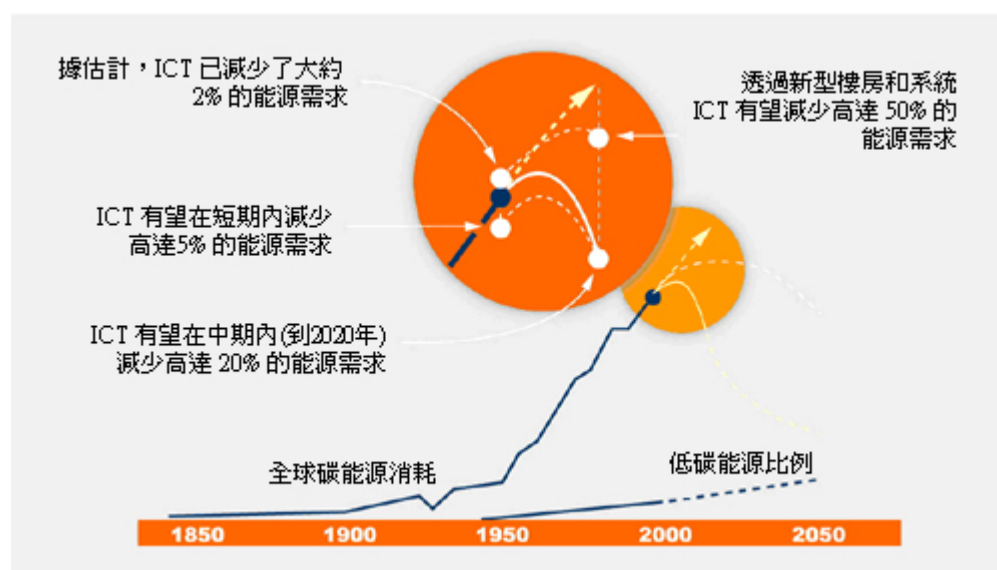 據估計，ICT 已減少了大約
2% 的能源需求
透過新型樓房和系統
ICT 有望減少高達 50% 的
能源需求
ICT 有望在短期內減少
高達5% 的能源需求
ICT 有望在中期內(到2020年)
減少高達 20% 的能源需求
全球碳能源消耗
低碳能源比例
1850 1900 1950 2000 2050